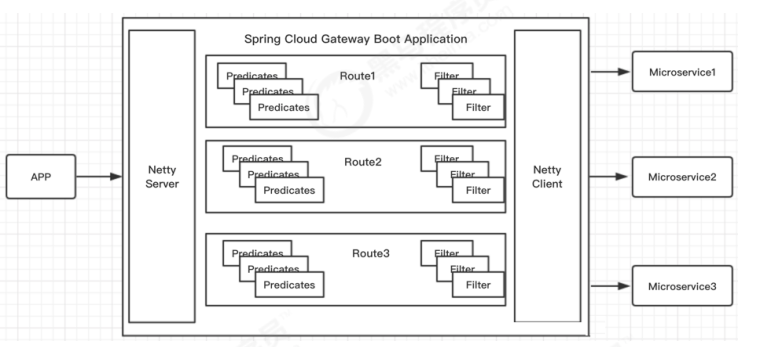 Spring Cloud Gateway Boot Application
Predicates
Predicates
Predicates
Route1
Filter
Filter
Filter
Microservice1
APP
Netty
Server
Predicates
Predicates
Predicates
Route2
Filter
Filter
Filter
Netty
Client
Microservice2
Predicates
Predicates
Predicates
Route3
Filter
Filter
Filter
Microservice3